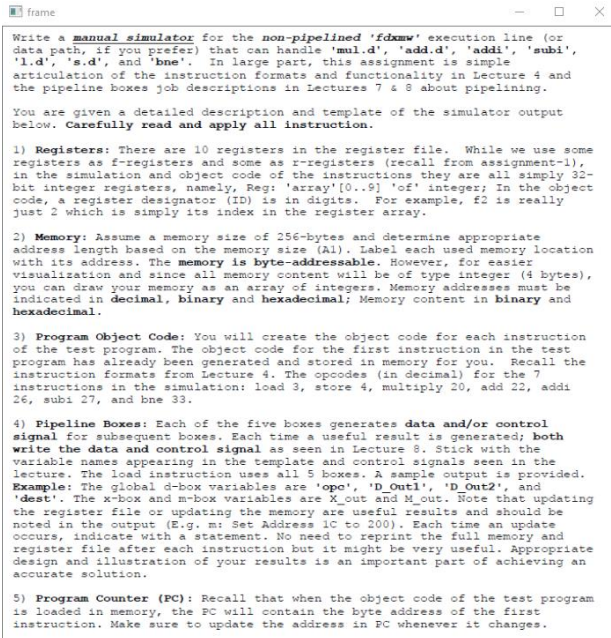 frame
Write a manual simulator for the non-pipelined 'fdxmw' execution line (or
data path, if you prefer) that can handle 'mul.d', 'add.d', 'addi', 'subi',
'l.d', 's.d', and 'bne'. In large part, this assignment is simple
articulation of the instruction formats and functionality in Lecture 4 and
the pipeline boxes job descriptions in Lectures 7 & 8 about pipelining.
You are given a detailed description and template of the simulator output
below. Carefully read and apply all instruction.
1) Registers: There are 10 registers in the register file. While we use some
registers as f-registers and some as r-registers (recall from assignment-1),
in the simulation and object code of the instructions they are all simply 32-
bit integer registers, namely, Reg: 'array'[0..9] 'of' integer; In the object
code, a register designator (ID) is in digits. For example, f2 is really
just 2 which is simply its index in the register array.
2) Memory: Assume a memory size of 256-bytes and determine appropriate
address length based on the memory size (A1). Label each used memory location
with its address. The memory is byte-addressable. However, for easier
visualization and since all memory content will be of type integer (4 bytes),
you can draw your memory as an array of integers. Memory addresses must be
indicated in decimal, binary and hexadecimal; Memory content in binary and
hexadecimal.
3) Program Object Code: You will create the object code for each instruction
of the test program. The object code for the first instruction in the test
program has already been generated and stored in memory for you. Recall the
instruction formats from Lecture 4. The opcodes (in decimal) for the 7
instructions in the simulation: load 3, store 4, multiply 20, add 22, addi
26, subi 27, and bne 33.
4) Pipeline Boxes: Each of the five boxes generates data and/or control
signal for subsequent boxes. Each time a useful result is generated; both
write the data and control signal as seen in Lecture 8. Stick with the
variable names appearing in the template and control signals seen in the
lecture. The load instruction uses all 5 boxes. A sample output is provided.
Example: The global d-box variables are 'opc', 'D_Out1', 'D_Out2', and
'dest'. The x-box and m-box variables are X_out and M_out. Note that updating
the register file or updating the memory are useful results and should be
noted in the output (E.g. m: Set Address 1C to 200). Each time an update
occurs, indicate with a statement. No need to reprint the full memory and
register file after each instruction but it might be very useful. Appropriate
design and illustration of your results is an important part of achieving an
accurate solution.
5) Program Counter (PC): Recall that when the object code of the test program
is loaded in memory, the PC will contain the byte address of the first
instruction. Make sure to update the address in PC whenever it changes.